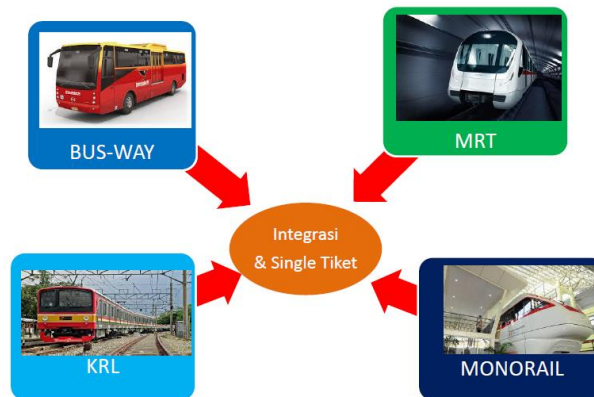 BUS-WAY
MRT
Integrasi
& Single Tiket
KRL
MONORAIL